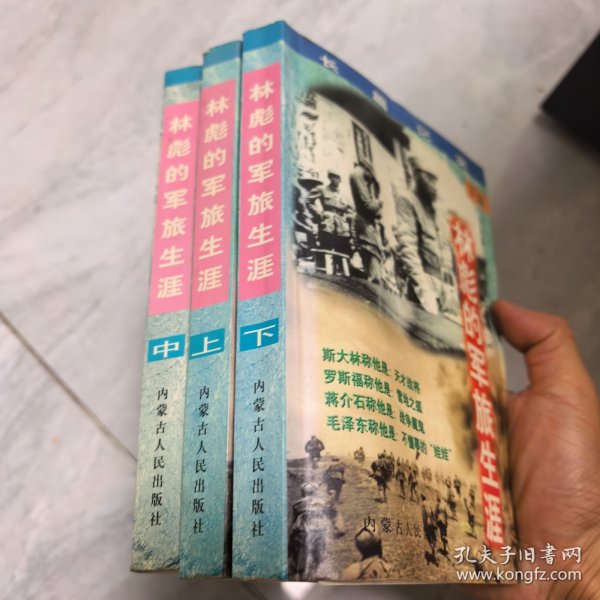 林彪的军旅生涯
中
内蒙古人民出版社
林彪的军旅生涯
上
内蒙古人民出版社
林彪的军旅生涯
下
内蒙古人民出版社
林彪的军旅生涯
斯大林称他是：天才战将
罗斯福称他是：雪地之狐
蒋介石称他是：战争魔鬼
毛泽东称他是：不懂事的“娃娃”
内蒙古人民
孔夫子旧书网
www.kongfz.com